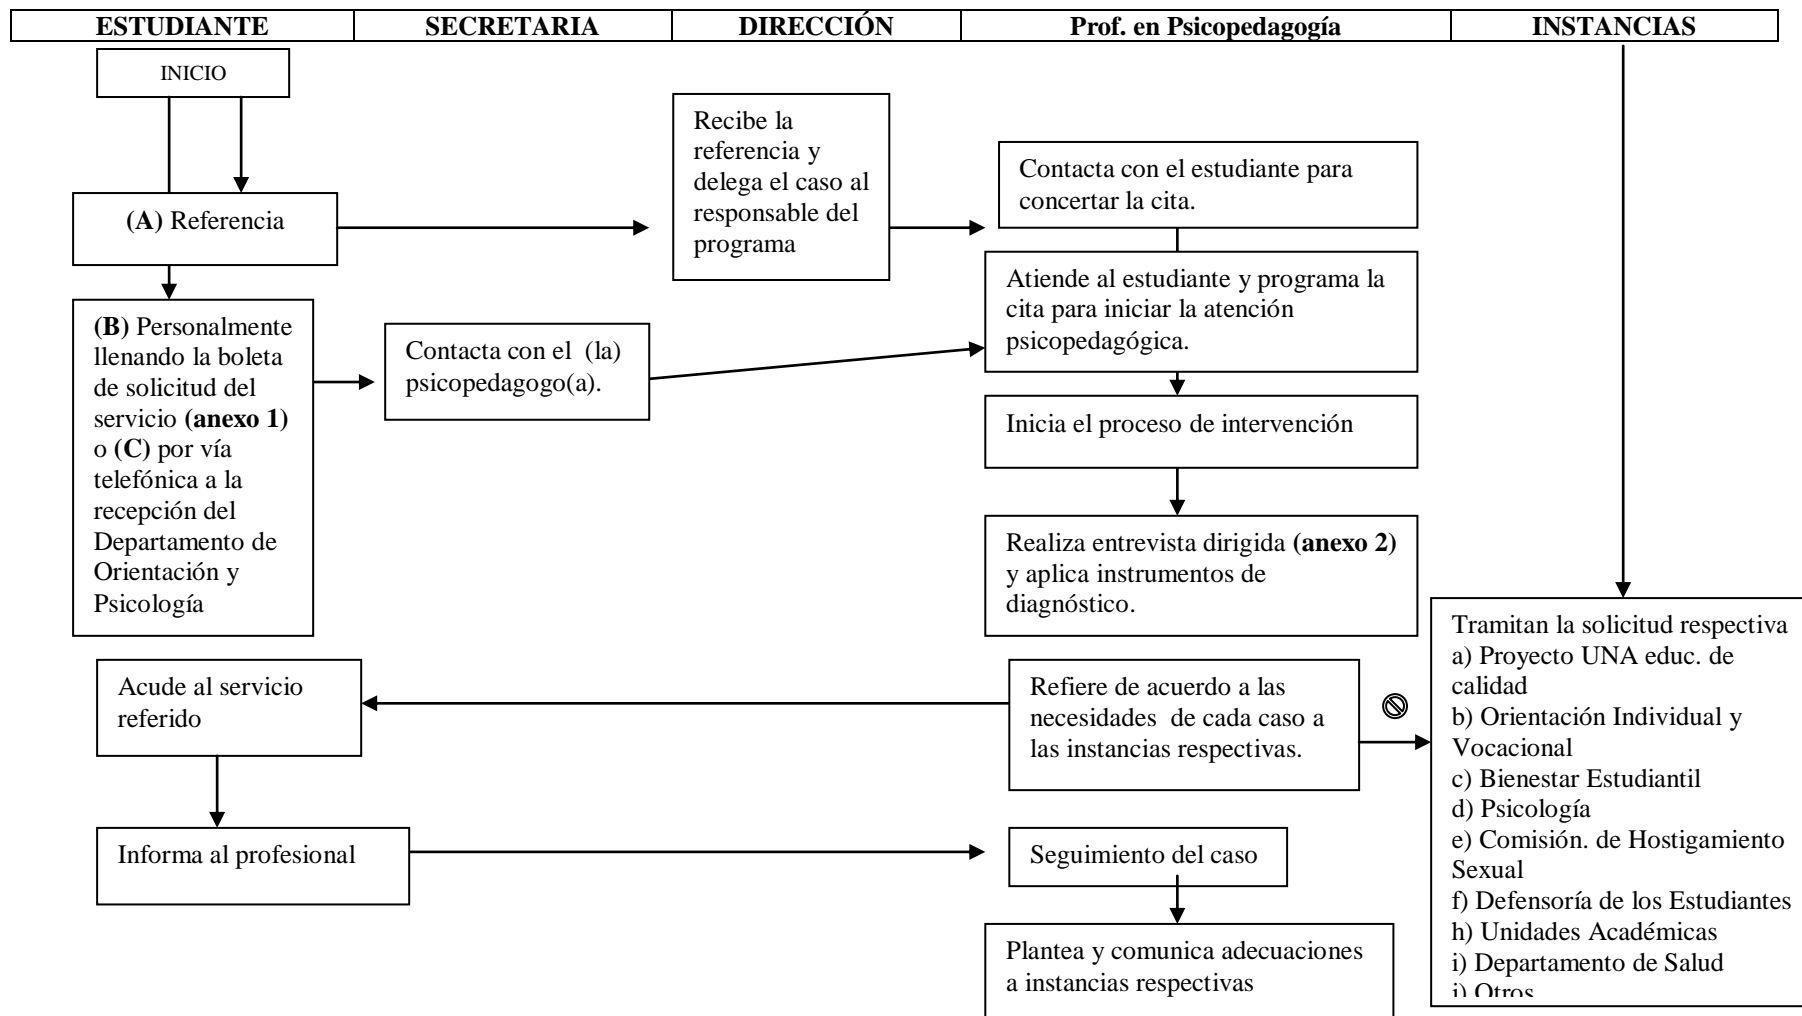 ESTUDIANTE SECRETARIA DIRECCIÓN Prof. en Psicopedagogía INSTANCIAS
INICIO
(A) Referencia
Recibe la
referencia y
delega el caso al
responsable del
programa
Contacta con el estudiante para
concertar la cita.
Atiende al estudiante y programa la
cita para iniciar la atención
psicopedagógica.
(B) Personalmente
llenando la boleta
de solicitud del
servicio (anexo 1)
o (C) por vía
telefónica a la
recepción del
Departamento de
Orientación y
Psicología
Contacta con el (la)
psicopedagogo(a).
Inicia el proceso de intervención
Realiza entrevista dirigida (anexo 2)
y aplica instrumentos de
diagnóstico.
Tramitan la solicitud respectiva
a) Proyecto UNA educ. de
calidad
b) Orientación Individual y
Vocacional
c) Bienestar Estudiantil
d) Psicología
e) Comisión. de Hostigamiento
Sexual
f) Defensoría de los Estudiantes
h) Unidades Académicas
i) Departamento de Salud
j) Otros
Refiere de acuerdo a las
necesidades de cada caso a
las instancias respectivas.
Acude al servicio
referido
Informa al profesional
Seguimiento del caso
Plantea y comunica adecuaciones
a instancias respectivas